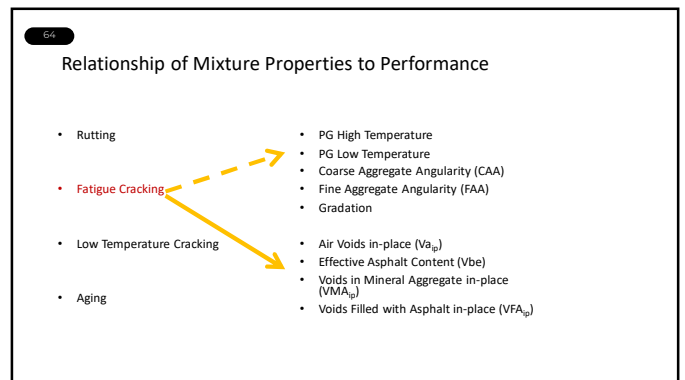 64
Relationship of Mixture Properties to Performance
• Rutting
• Fatigue Cracking
• Low Temperature Cracking
• Aging
• PG High Temperature
• PG Low Temperature
• Coarse Aggregate Angularity (CAA)
• Fine Aggregate Angularity (FAA)
• Gradation
• Air Voids in-place (Vaip)
• Effective Asphalt Content (Vbe)
• Voids in Mineral Aggregate in-place
(VMAip)
• Voids Filled with Asphalt in-place (VFAip)